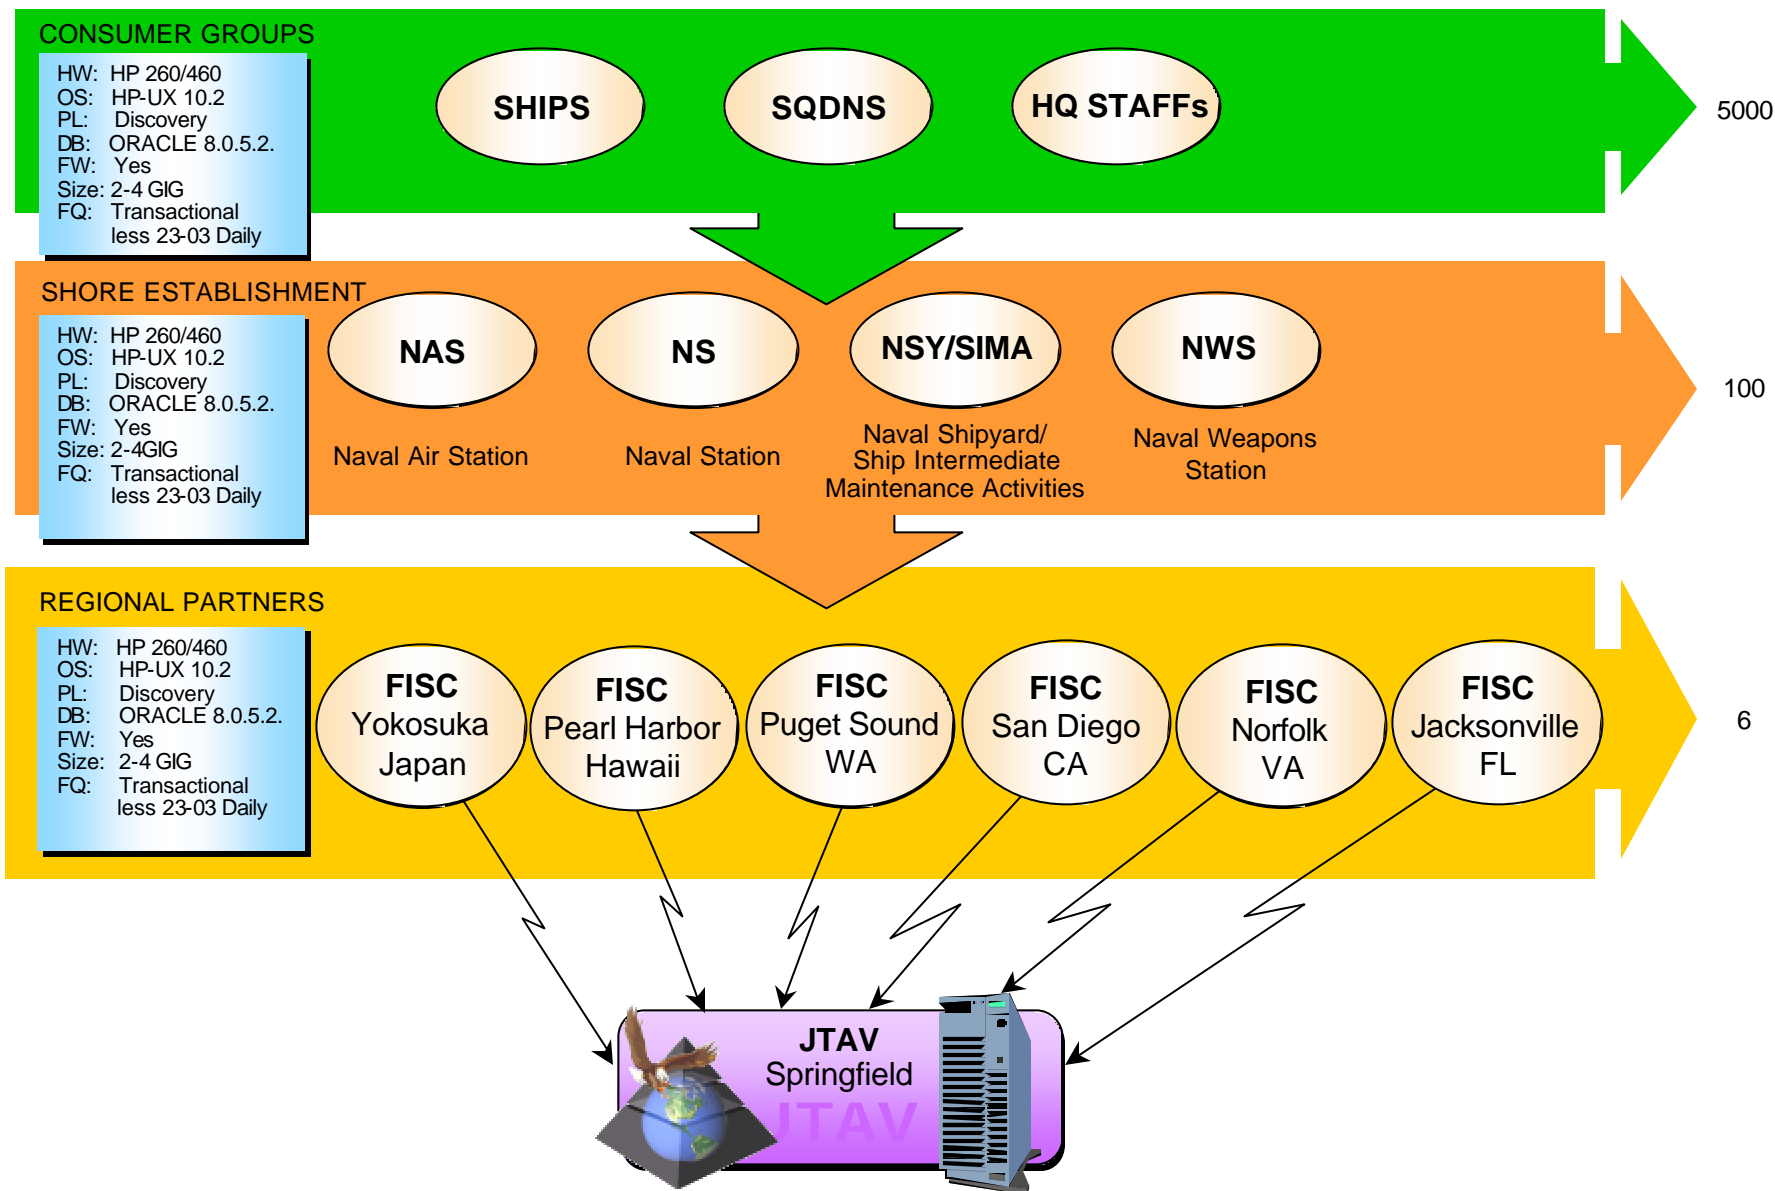 CONSUMER GROUPS
HW: HP 260/460
OS: HP-UX 10.2
PL: Discovery
DB: ORACLE 8.0.5.2.
FW: Yes
Size: 2-4 GIG
FQ: Transactional
less 23-03 Daily
SHIPS
SQDNS
HQ STAFFs
5000
SHORE ESTABLISHMENT
HW: HP 260/460
OS: HP-UX 10.2
PL: Discovery
DB: ORACLE 8.0.5.2.
FW: Yes
Size: 2-4GIG
FQ: Transactional
less 23-03 Daily
NAS
Naval Air Station
NS
Naval Station
NSY/SIMA
Naval Shipyard/
Ship Intermediate
Maintenance Activities
NWS
Naval Weapons
Station
100
REGIONAL PARTNERS
HW: HP 260/460
OS: HP-UX 10.2
PL: Discovery
DB: ORACLE 8.0.5.2.
FW: Yes
Size: 2-4 GIG
FQ: Transactional
less 23-03 Daily
FISC
Yokosuka
Japan
FISC
Pearl Harbor
Hawaii
FISC
Puget Sound
WA
FISC
San Diego
CA
FISC
Norfolk
VA
FISC
Jacksonville
FL
6
JTAV
Springfield
JTAV